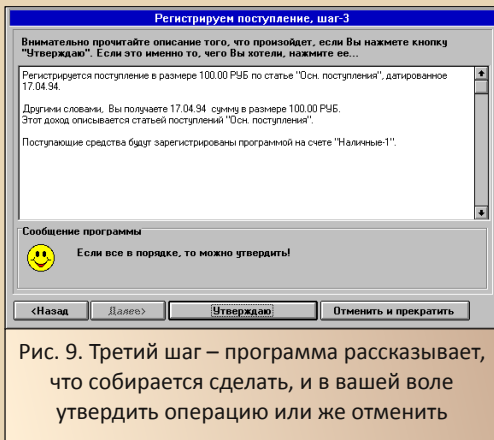 Регистрируем поступление, шаг-3
Внимательно прочитайте описание того, что произойдет, если Вы нажмете кнопку
"Утверждаю". Если это именно то, чего Вы хотели, нажмите ее...
Регистрируется поступление в размере 100.00 РУБ по статье "Осн. поступления", датированное
17.04.94.
Другими словами, Вы получаете 17.04.94 сумму в размере 100.00 РУБ.
Этот доход описывается статьей поступлений "Осн. поступления".
Поступающие средства будут зарегистрированы программой на счете "Наличные-1".
Сообщение программы
Если все в порядке, то можно утвердить!
<Назад Далее> Утверждаю Отменить и прекратить
Рис. 9. Третий шаг – программа рассказывает,
что собирается сделать, и в вашей воле
утвердить операцию или же отменить